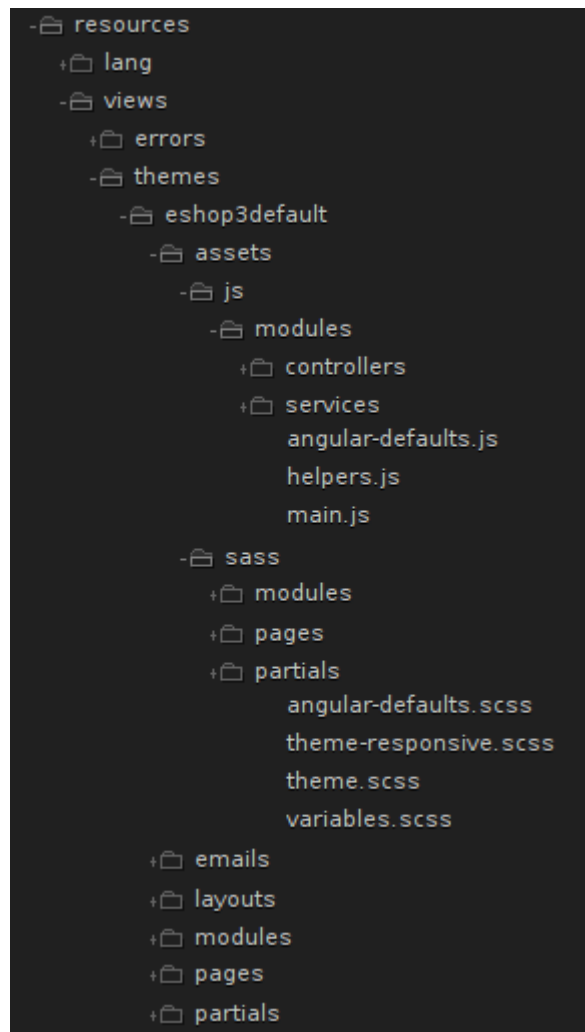 resources
lang
views
errors
themes
eshop3default
assets
js
modules
controllers
services
angular-defaults.js
helpers.js
main.js
sass
modules
pages
partials
angular-defaults.scss
theme-responsive.scss
theme.scss
variables.scss
emails
layouts
modules
pages
partials